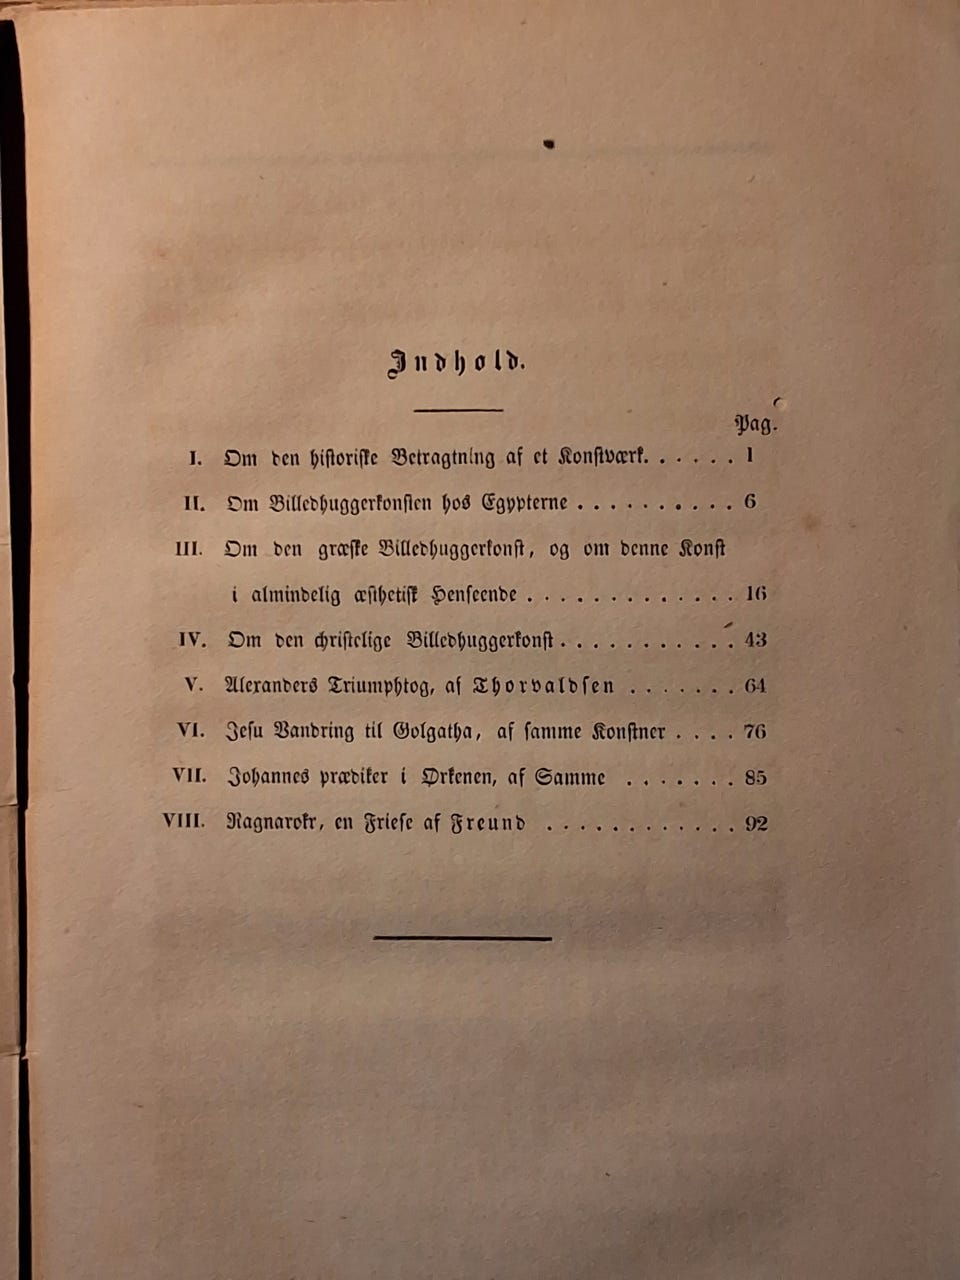 Indhold.
Pag.
I. Om den historiske Betragtning af et Konstværk. . . . . . 1
II. Om Billedhuggerkonsten hos Egypterne . . . . . . . . . . 6
III. Om den græske Billedhuggerkonst, og om denne Konst
i almindelig æsthetisk Henseende . . . . . . . . . . . . . 16
IV. Om den christelige Billedhuggerkonst . . . . . . . . . . . 43
V. Alexanders Triumphtog, af Thorvaldsen . . . . . . . 64
VI. Jesu Vandring til Golgatha, af samme Konstner . . . . 76
VII. Johannes prædiker i Ørkenen, af Samme . . . . . . . 85
VIII. Ragnarokr, en Friese af Freund . . . . . . . . . . . . 92